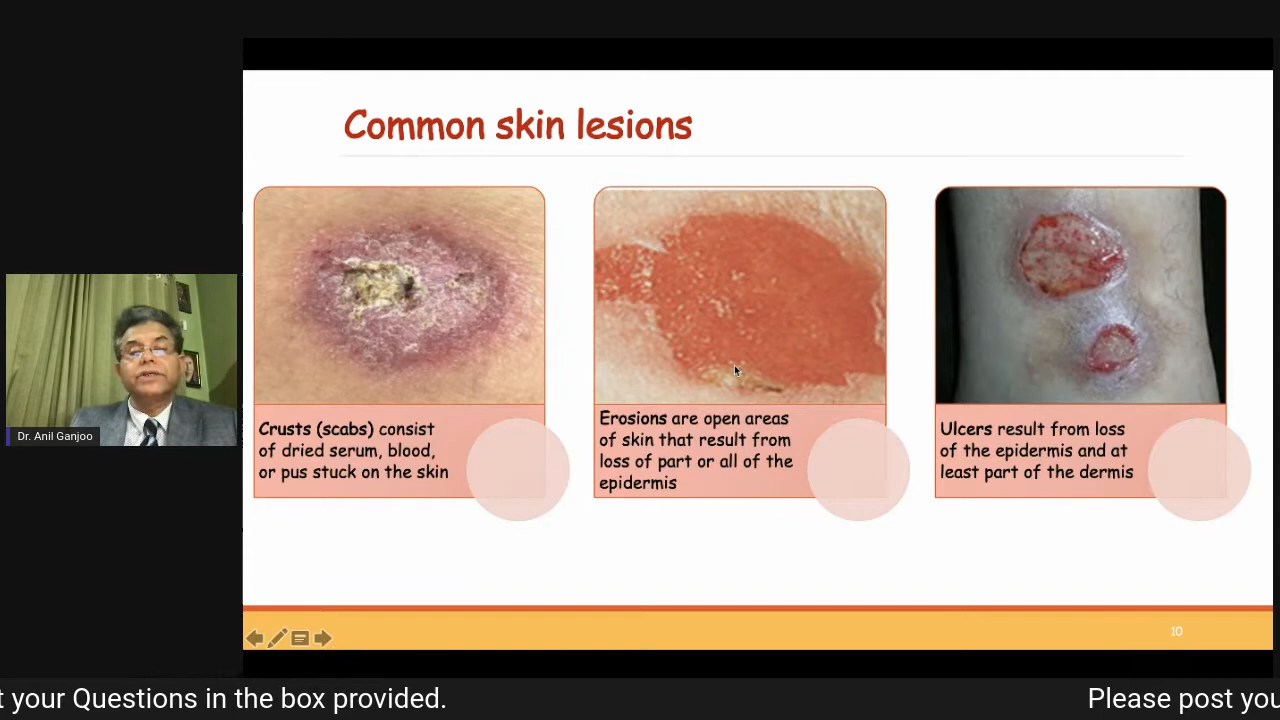 Common skin lesions
Crusts (scabs) consist
of dried serum, blood,
or pus stuck on the skin
Erosions are open areas
of skin that result from
loss of part or all of the
epidermis
Ulcers result from loss
of the epidermis and at
least part of the dermis
Dr. Anil Ganjoo
10
t your Questions in the box provided.
Please post you